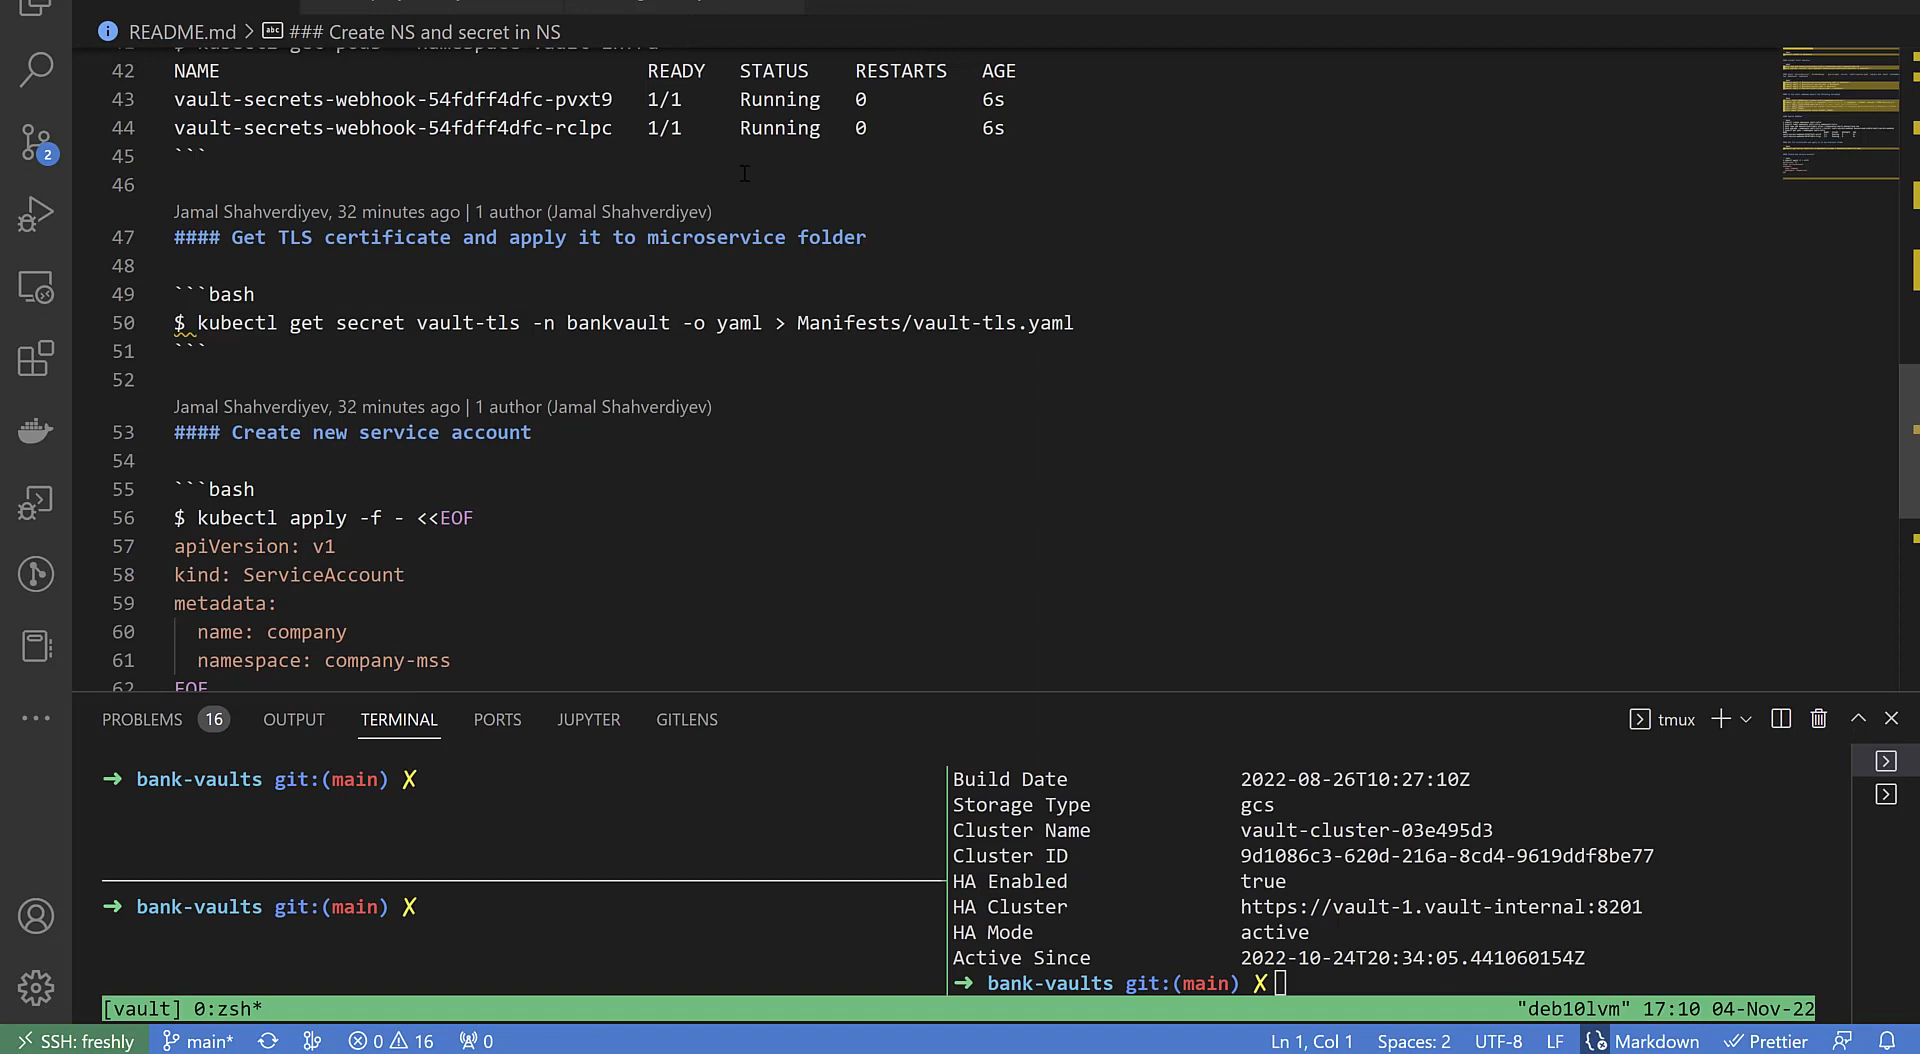 README.md > ### Create NS and secret in NS
42 NAME READY STATUS RESTARTS AGE
43 vault-secrets-webhook-54fdff4dfc-pvxt9 1/1 Running 0 6s
44 vault-secrets-webhook-54fdff4dfc-rclpc 1/1 Running 0 6s
45 ```
46
Jamal Shahverdiyev, 32 minutes ago | 1 author (Jamal Shahverdiyev)
47 #### Get TLS certificate and apply it to microservice folder
48
49 ```bash
50 $ kubectl get secret vault-tls -n bankvault -o yaml > Manifests/vault-tls.yaml
51 ```
52
Jamal Shahverdiyev, 32 minutes ago | 1 author (Jamal Shahverdiyev)
53 #### Create new service account
54
55 ```bash
56 $ kubectl apply -f - <<EOF
57 apiVersion: v1
58 kind: ServiceAccount
59 metadata:
60 name: company
61 namespace: company-mss
62 EOF
2
PROBLEMS 16 OUTPUT TERMINAL PORTS JUPYTER GITLENS
tmux
➜ bank-vaults git:(main) ✗
➜ bank-vaults git:(main) ✗
Build Date 2022-08-26T10:27:10Z
Storage Type gcs
Cluster Name vault-cluster-03e495d3
Cluster ID 9d1086c3-620d-216a-8cd4-9619ddf8be77
HA Enabled true
HA Cluster https://vault-1.vault-internal:8201
HA Mode active
Active Since 2022-10-24T20:34:05.441060154Z
➜ bank-vaults git:(main) ✗
[vault] 0:zsh* "deb10lvm" 17:10 04-Nov-22
SSH: freshly main* 0 16 0 Ln 1, Col 1 Spaces: 2 UTF-8 LF Markdown Prettier